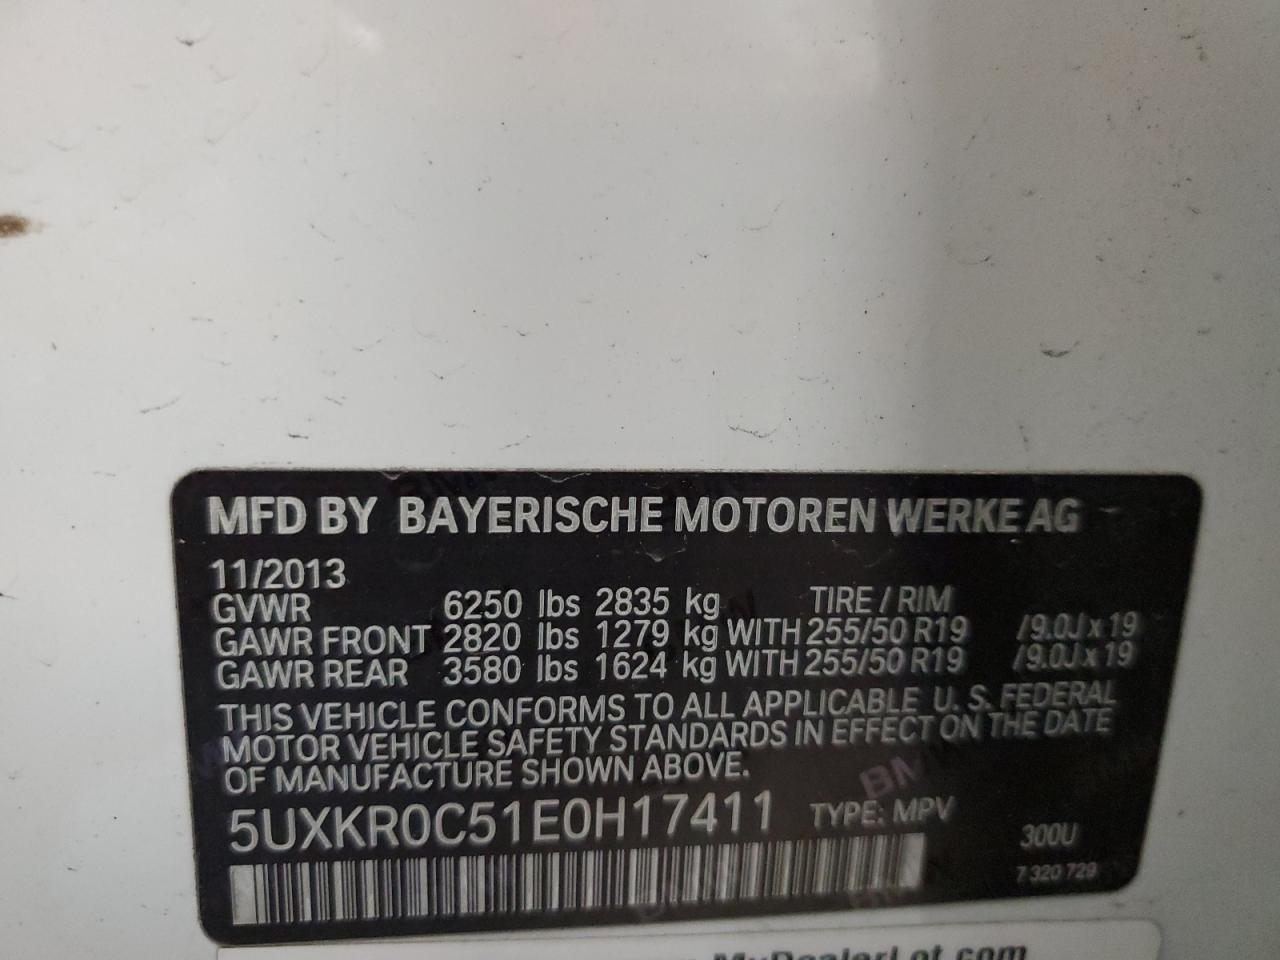 MFD BY BAYERISCHE MOTOREN WERKE AG
11/2013
GVWR 6250 lbs 2835 kg TIRE / RIM
GAWR FRONT 2820 lbs 1279 kg WITH 255/50 R19 /9.0J x 19
GAWR REAR 3580 lbs 1624 kg WITH 255/50 R19 /9.0J x 19
THIS VEHICLE CONFORMS TO ALL APPLICABLE U. S. FEDERAL
MOTOR VEHICLE SAFETY STANDARDS IN EFFECT ON THE DATE
OF MANUFACTURE SHOWN ABOVE.
5UXKR0C51E0H17411 TYPE: MPV
300U
7 320 729
MyDealerLot.com